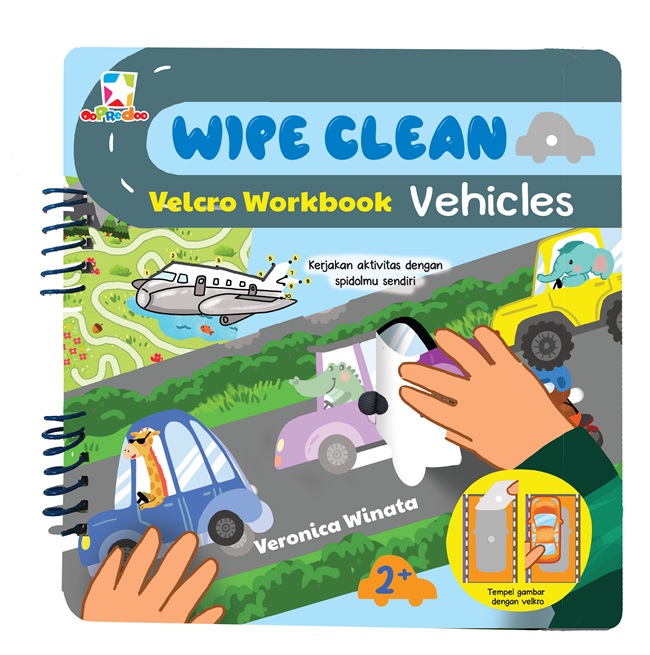 OoPRedoo
WIPE CLEAN
Velcro Workbook Vehicles
Kerjakan aktivitas dengan
spidolmu sendiri
Veronica Winata
2+
Tempel gambar
dengan velkro